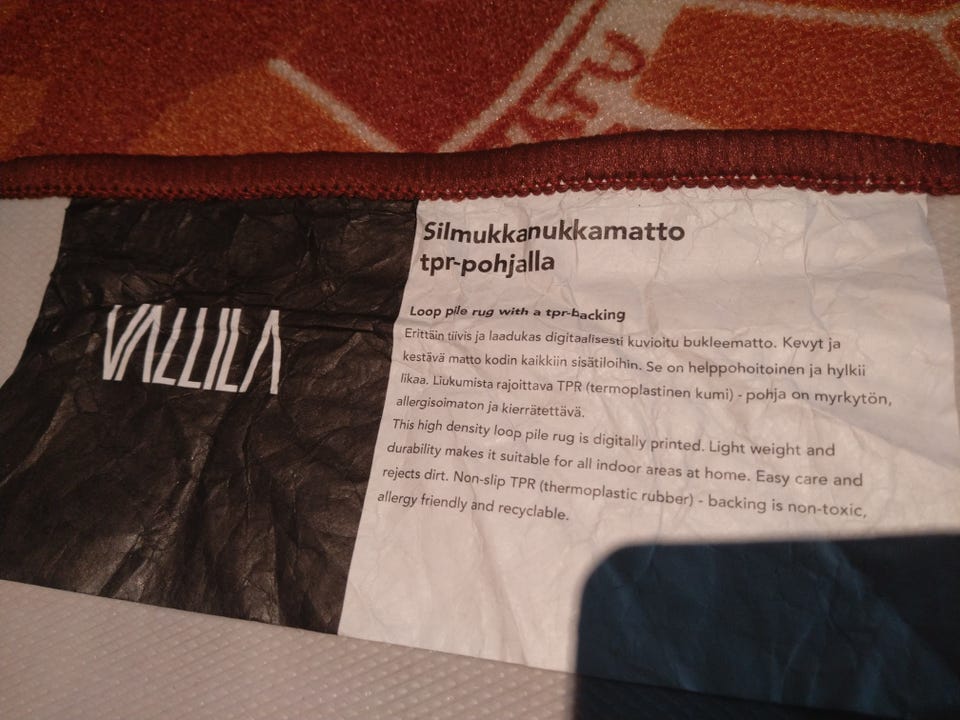 VALLILA
Silmukkanukkamatto
tpr-pohjalla
Loop pile rug with a tpr-backing
Erittäin tiivis ja laadukas digitaalisesti kuvioitu bukleematto. Kevyt ja
kestävä matto kodin kaikkiin sisätiloihin. Se on helppohoitoinen ja hylkii
likaa. Liukumista rajoittava TPR (termoplastinen kumi) - pohja on myrkytön,
allergisoimaton ja kierrätettävä.
This high density loop pile rug is digitally printed. Light weight and
durability makes it suitable for all indoor areas at home. Easy care and
rejects dirt. Non-slip TPR (thermoplastic rubber) - backing is non-toxic,
allergy friendly and recyclable.